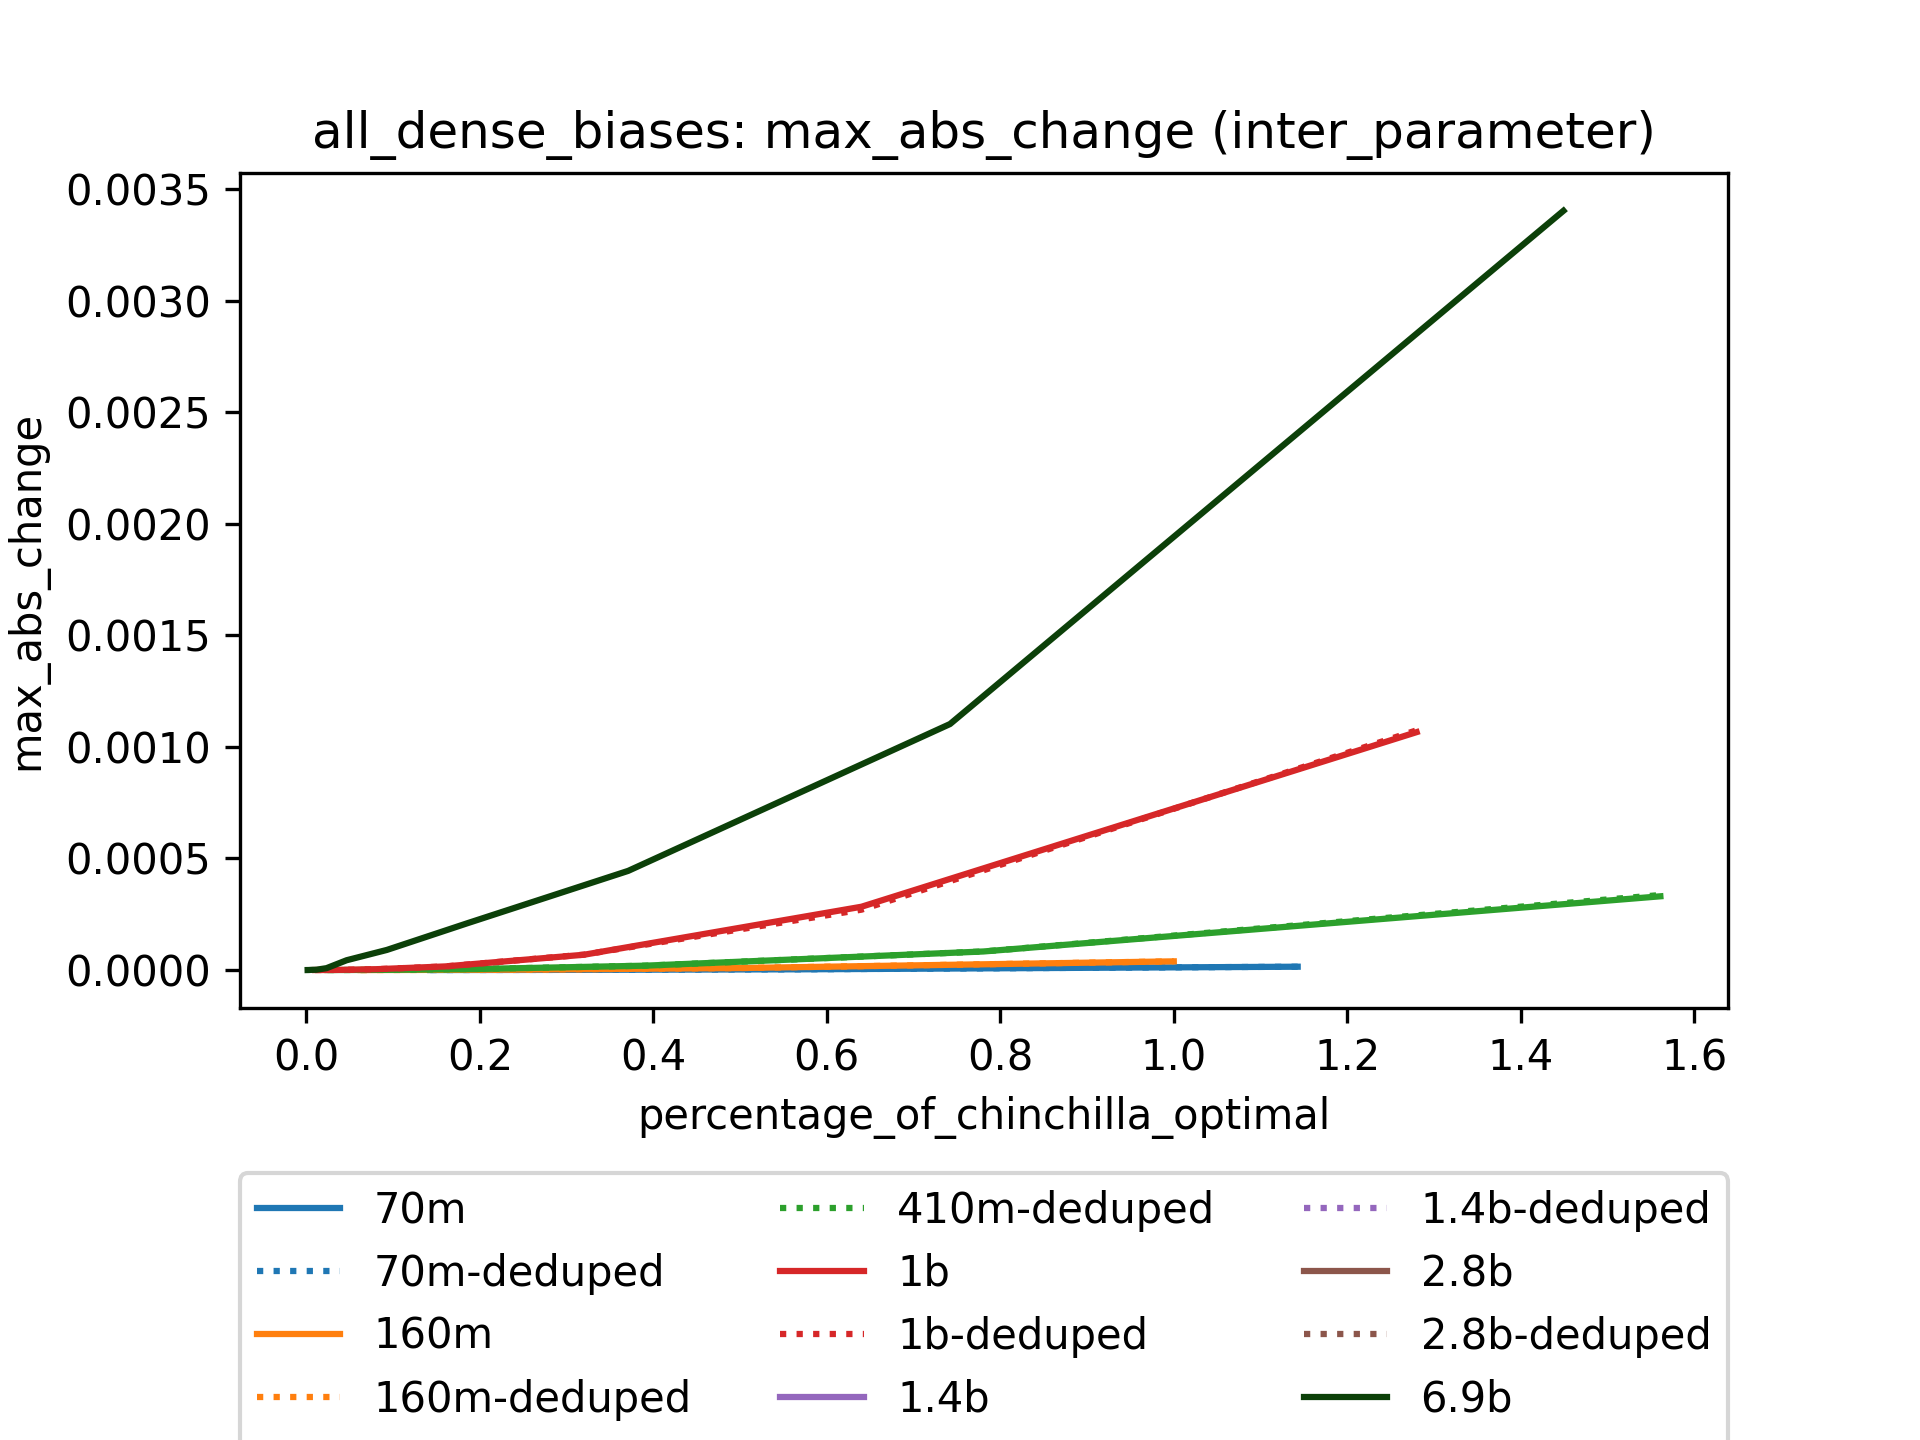 all_dense_biases: max_abs_change (inter_parameter)
max_abs_change
0.0035
0.0030
0.0025
0.0020
0.0015
0.0010
0.0005
0.0000
0.0 0.2 0.4 0.6 0.8 1.0 1.2 1.4 1.6
percentage_of_chinchilla_optimal
70m
70m-deduped
160m
160m-deduped
410m-deduped
1b
1b-deduped
1.4b
1.4b-deduped
2.8b
2.8b-deduped
6.9b